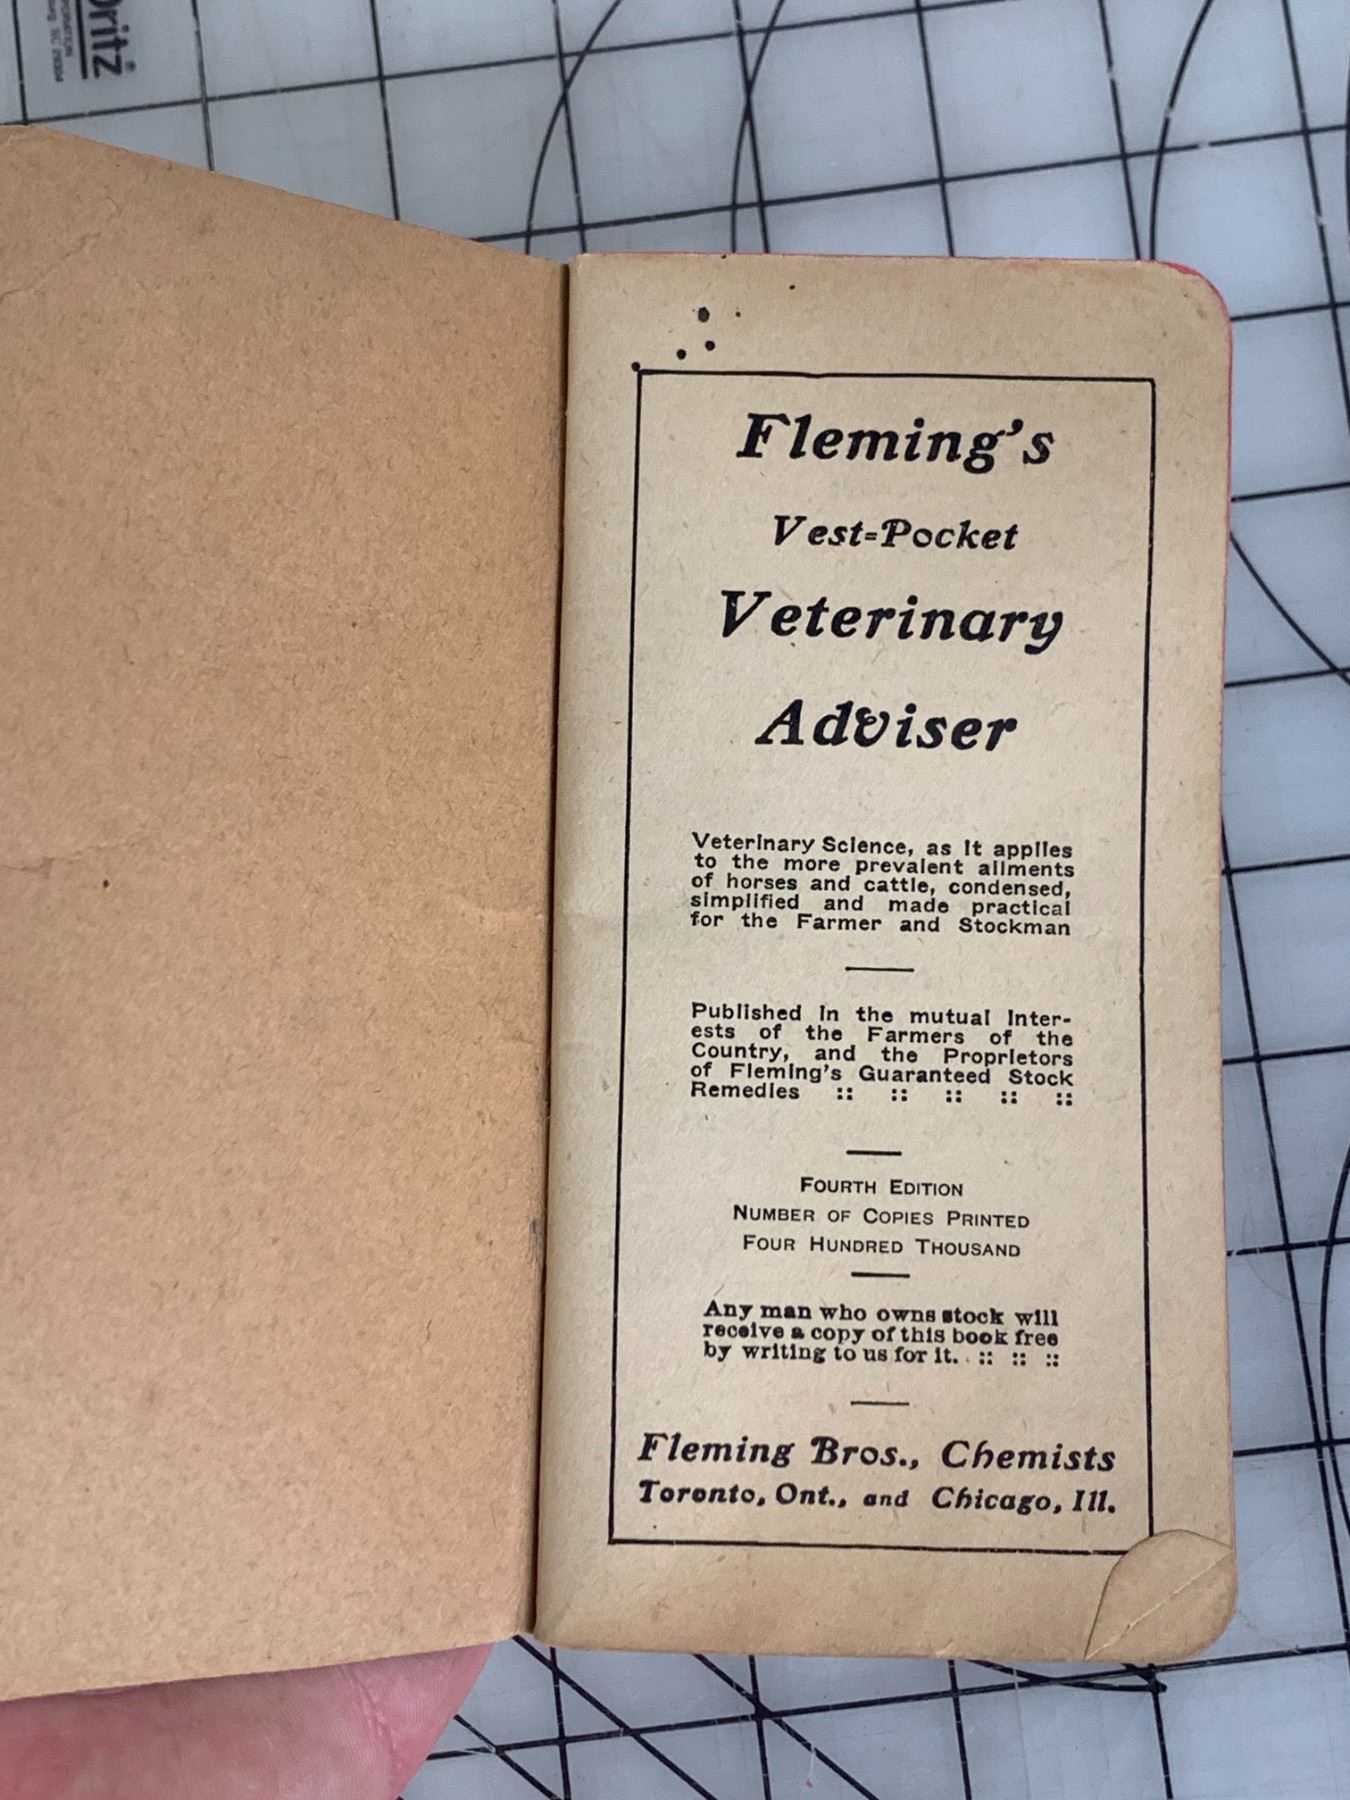 Dritz
Fleming's
Vest-Pocket
Veterinary
Adviser
Veterinary Science, as it applies
to the more prevalent ailments
of horses and cattle, condensed,
simplified and made practical
for the Farmer and Stockman
Published in the mutual Inter-
ests of the Farmers of the
Country, and the Proprietors
of Fleming's Guaranteed Stock
Remedies :: :: :: :: ::
FOURTH EDITION
NUMBER OF COPIES PRINTED
FOUR HUNDRED THOUSAND
Any man who owns stock will
receive a copy of this book free
by writing to us for it. :: :: ::
Fleming Bros., Chemists
Toronto, Ont., and Chicago, Ill.